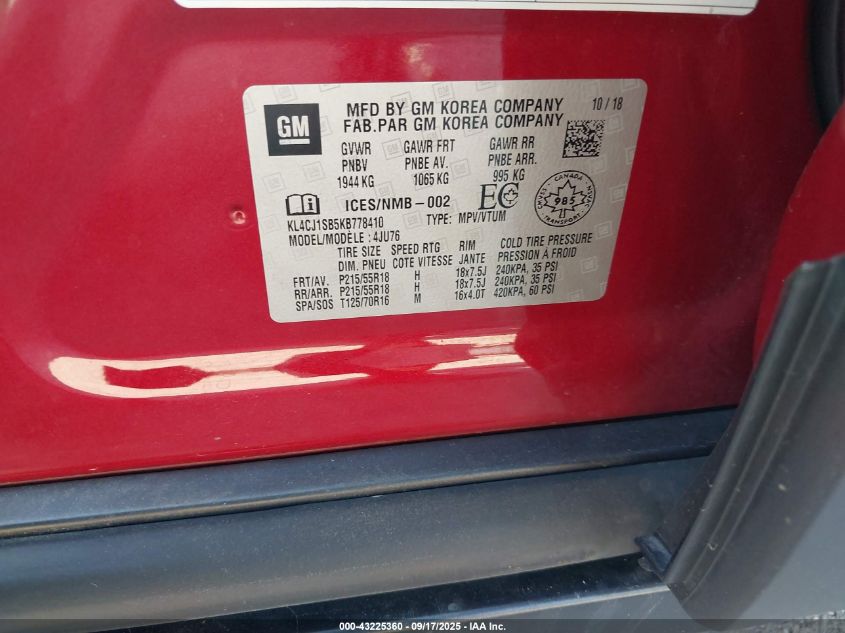 GM
MFD BY GM KOREA COMPANY 10/18
FAB.PAR GM KOREA COMPANY
GVWR GAWR FRT GAWR RR
PNBV PNBE AV. PNBE ARR.
1944 KG 1065 KG 995 KG
ICES/NMB-002 EC
CANADA
985
TRANSPORT
KL4CJ1SB5KB778410 TYPE: MPV/VTUM
MODEL/MODÈLE: 4JU76
TIRE SIZE SPEED RTG RIM COLD TIRE PRESSURE
DIM. PNEU COTE VITESSE JANTE PRESSION À FROID
FRT/AV. P215/55R18 H 18x7.5J 240KPA, 35 PSI
RR/ARR. P215/55R18 H 18x7.5J 240KPA, 35 PSI
SPA/SOS T125/70R16 M 16x4.0T 420KPA, 60 PSI
000-43225360 - 09/17/2025 - IAA Inc.